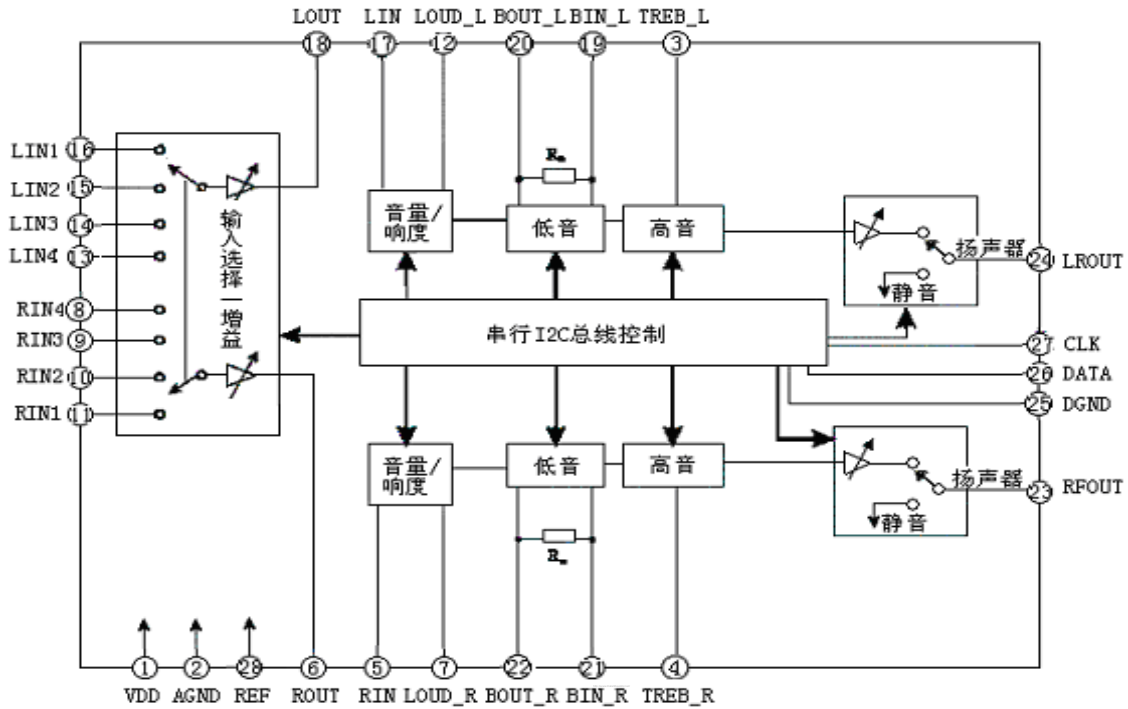 LOUT LIN LOUD_L BOUT_L BIN_L TREB_L
18 17 12 20 19 3
LIN1 16
LIN2 15
LIN3 14
LIN4 13
RIN4 8
RIN3 9
RIN2 10
RIN1 11
输入选择—增益
音量/
响度
低音
高音
扬声器
静音
24 LROUT
串行I2C总线控制
27 CLK
26 DATA
25 DGND
音量/
响度
低音
高音
扬声器
静音
23 RFOUT
1 2 28 6 5 7 22 21 4
VDD AGND REF ROUT RIN LOUD_R BOUT_R BIN_R TREB_R